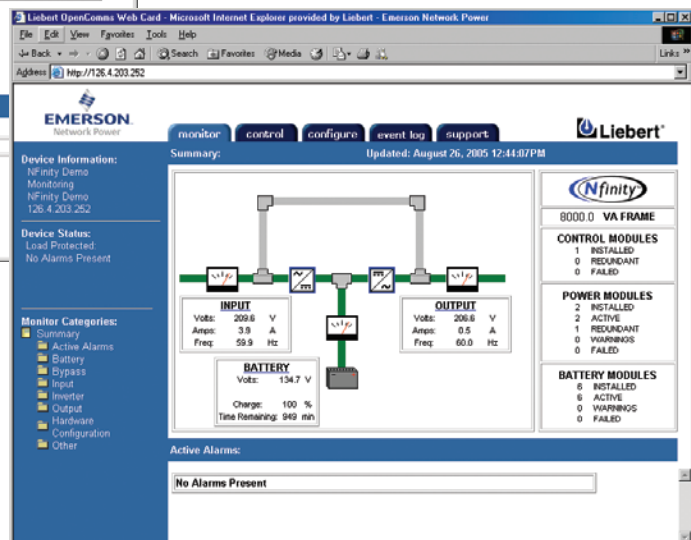 Liebert OpenComms Web Card - Microsoft Internet Explorer provided by Liebert - Emerson Network Power
File Edit View Favorites Tools Help
Back Search Favorites Media Links »
Address http://126.4.203.252
EMERSON
Network Power
monitor control configure event log support
Liebert
Device Information:
NFinity Demo
Monitoring
NFinity Demo
126.4.203.252
Device Status:
Load Protected:
No Alarms Present
Monitor Categories:
Summary
Active Alarms
Battery
Bypass
Input
Inverter
Output
Hardware
Configuration
Other
Summary: Updated: August 26, 2005 12:44:07PM
INPUT
Volts: 209.6 V
Amps: 3.9 A
Freq: 59.9 Hz
OUTPUT
Volts: 206.6 V
Amps: 0.5 A
Freq: 60.0 Hz
BATTERY
Volts: 134.7 V
Charge: 100 %
Time Remaining: 949 min
Nfinity
8000.0 VA FRAME
CONTROL MODULES
1 INSTALLED
0 REDUNDANT
0 FAILED
POWER MODULES
2 INSTALLED
2 ACTIVE
1 REDUNDANT
0 WARNINGS
0 FAILED
BATTERY MODULES
6 INSTALLED
6 ACTIVE
0 WARNINGS
0 FAILED
Active Alarms:
No Alarms Present